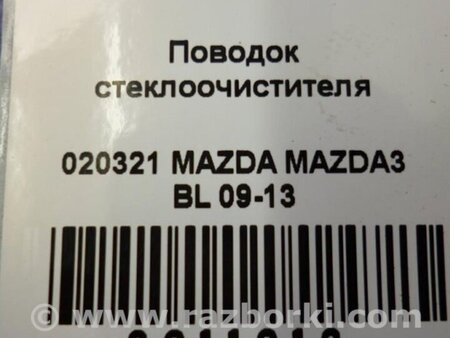 Поводок
стеклоочистителя
020321 MAZDA MAZDA3
BL 09-13
www.razborki.com